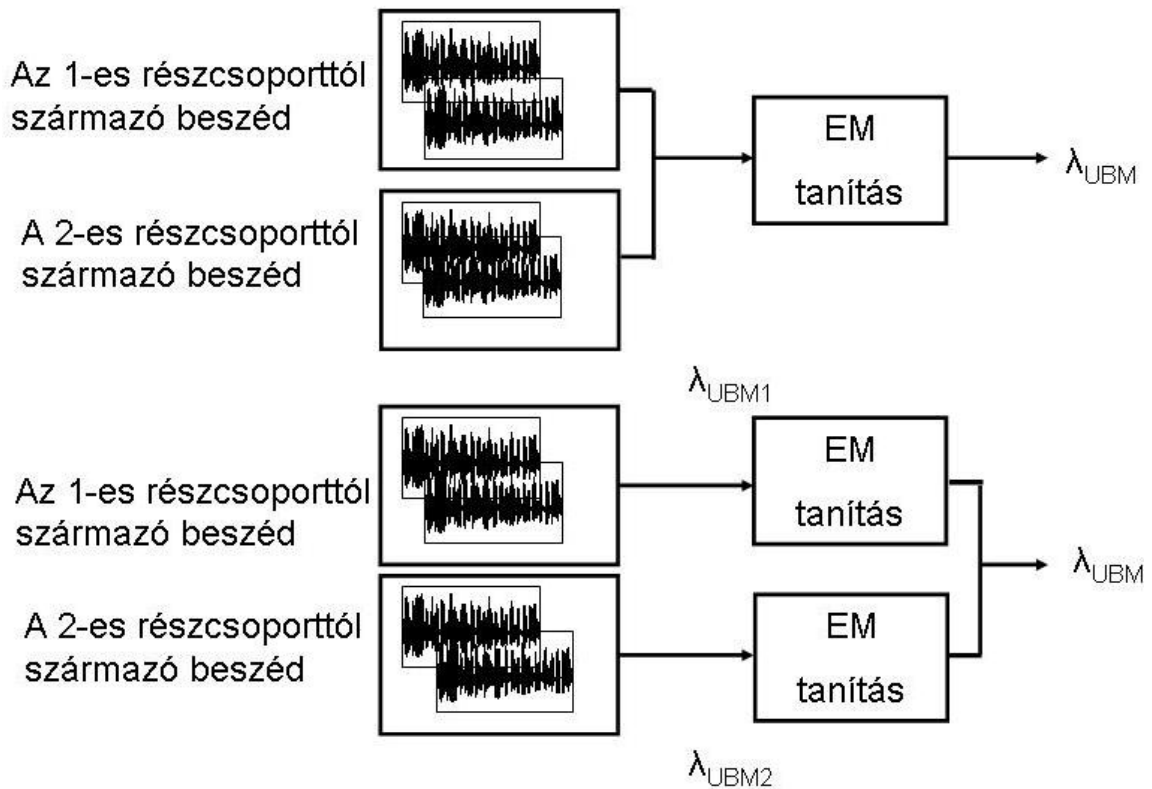 Az 1-es részcsoporttól
származó beszéd
EM
tanítás
λUBM
A 2-es részcsoporttól
származó beszéd
λUBM1
Az 1-es részcsoporttól
származó beszéd
EM
tanítás
λUBM
A 2-es részcsoporttól
származó beszéd
EM
tanítás
λUBM2